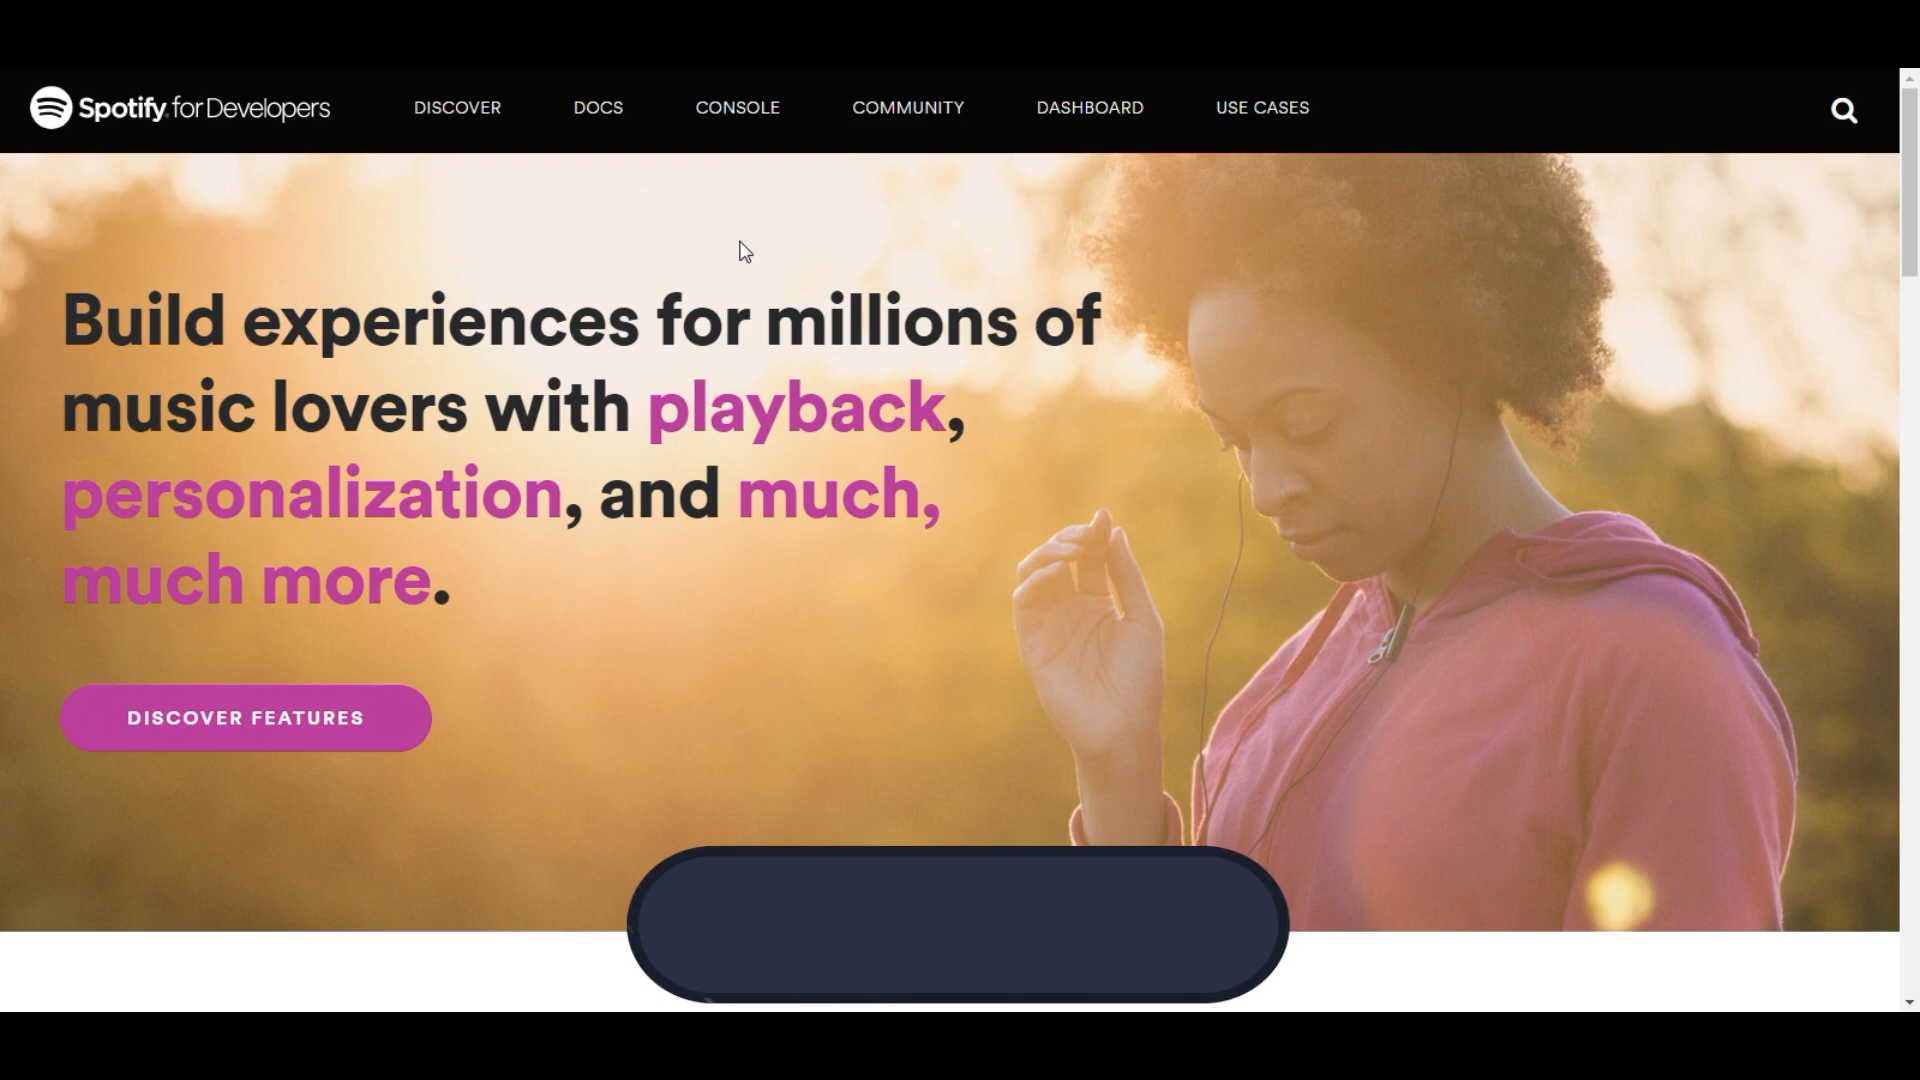 Spotify for Developers
DISCOVER
DOCS
CONSOLE
COMMUNITY
DASHBOARD
USE CASES
Build experiences for millions of
music lovers with playback,
personalization, and much,
much more.
DISCOVER FEATURES